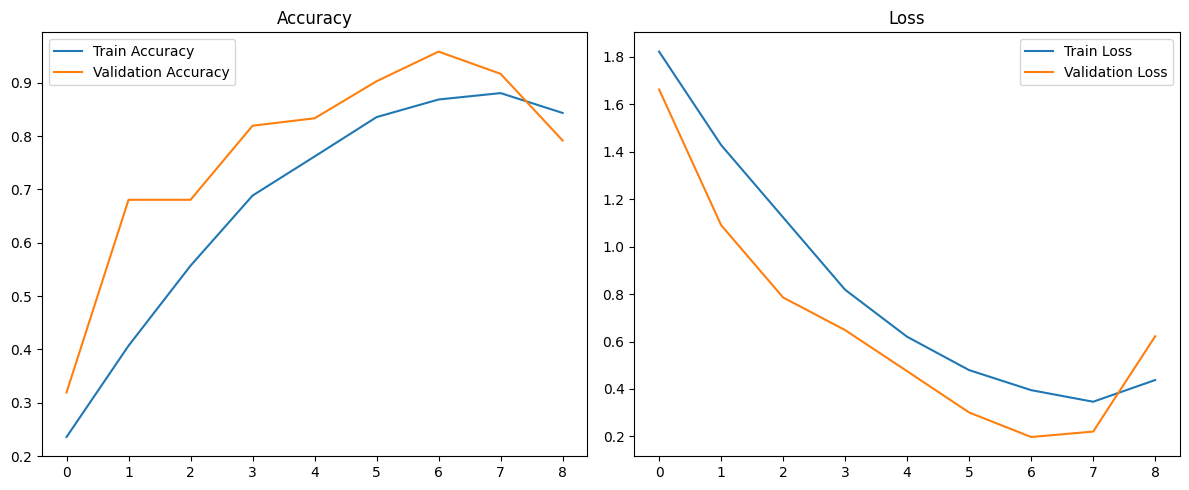 Accuracy
Train Accuracy
Validation Accuracy
0.9
0.8
0.7
0.6
0.5
0.4
0.3
0.2
0 1 2 3 4 5 6 7 8
Loss
Train Loss
Validation Loss
1.8
1.6
1.4
1.2
1.0
0.8
0.6
0.4
0.2
0 1 2 3 4 5 6 7 8